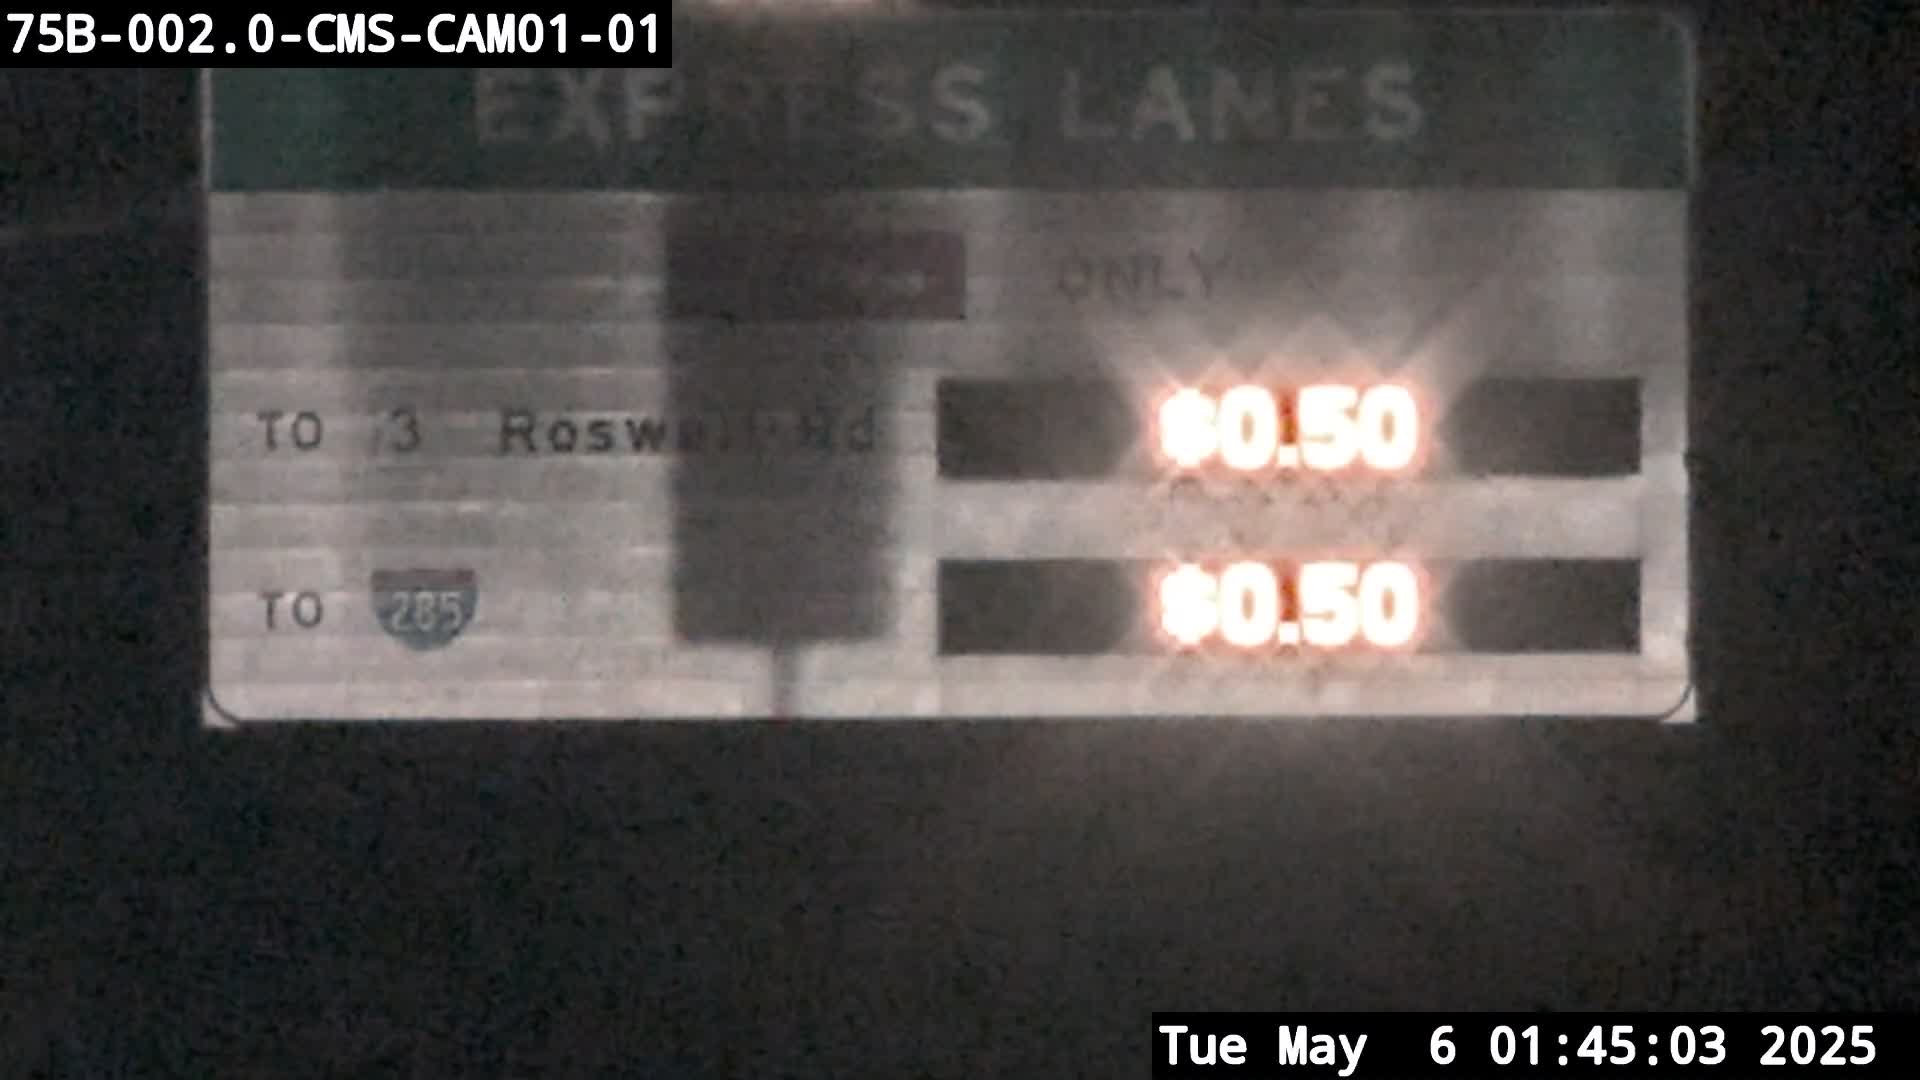 75B-002.0-CMS-CAM01-01
EXPRESS LANES
ONLY
TO 3 Roswell Rd $0.50
TO 285 $0.50
Tue May 6 01:45:03 2025